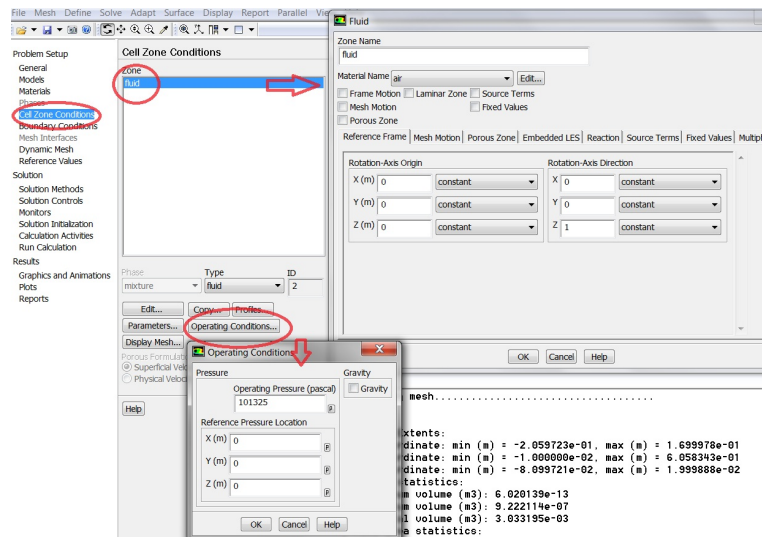 File Mesh Define Solve Adapt Surface Display Report Parallel
Problem Setup
General
Models
Materials
Phases
Cell Zone Conditions
Boundary Conditions
Mesh Interfaces
Dynamic Mesh
Reference Values
Solution
Solution Methods
Solution Controls
Monitors
Solution Initialization
Calculation Activities
Run Calculation
Results
Graphics and Animations
Plots
Reports
Cell Zone Conditions
Zone
fluid
Phase
mixture
Type
fluid
ID
2
Edit...
Copy...
Profiles...
Parameters...
Operating Conditions...
Display Mesh...
Porous Formulati
Superficial Velo
Physical Veloc
Help
Fluid
Zone Name
fluid
Material Name air
Edit...
Frame Motion Laminar Zone Source Terms
Mesh Motion Fixed Values
Porous Zone
Reference Frame Mesh Motion Porous Zone Embedded LES Reaction Source Terms Fixed Values Multip
Rotation-Axis Origin
X (m) 0 constant
Y (m) 0 constant
Z (m) 0 constant
Rotation-Axis Direction
X 0 constant
Y 0 constant
Z 1 constant
OK Cancel Help
Operating Conditions
Pressure
Operating Pressure (pascal)
101325
Reference Pressure Location
X (m) 0
Y (m) 0
Z (m) 0
Gravity
Gravity
OK Cancel Help
mesh...................................
xtents:
dinate: min (m) = -2.059723e-01, max (m) = 1.699978e-01
dinate: min (m) = -1.000000e-02, max (m) = 6.058343e-01
dinate: min (m) = -8.099721e-02, max (m) = 1.999888e-02
tatistics:
m volume (m3): 6.020139e-13
m volume (m3): 9.222114e-07
l volume (m3): 3.033195e-03
a statistics: